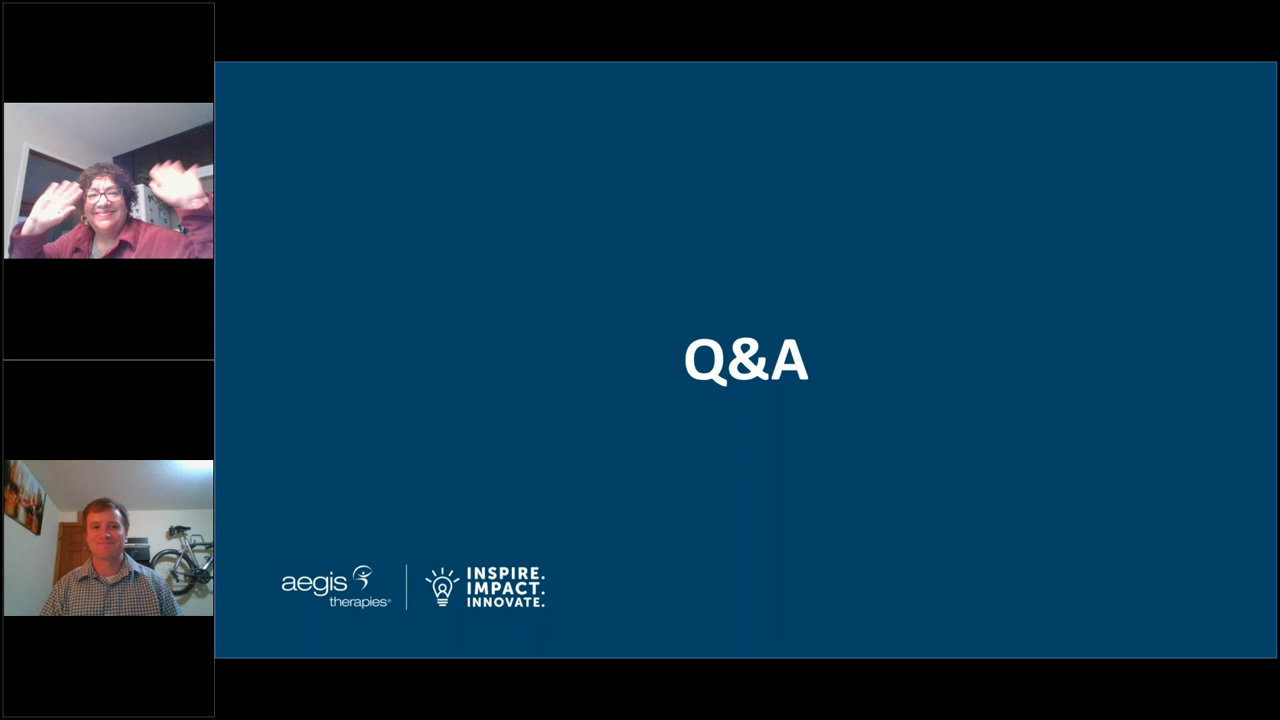 Q&A
aegis
therapies®
INSPIRE.
IMPACT.
INNOVATE.